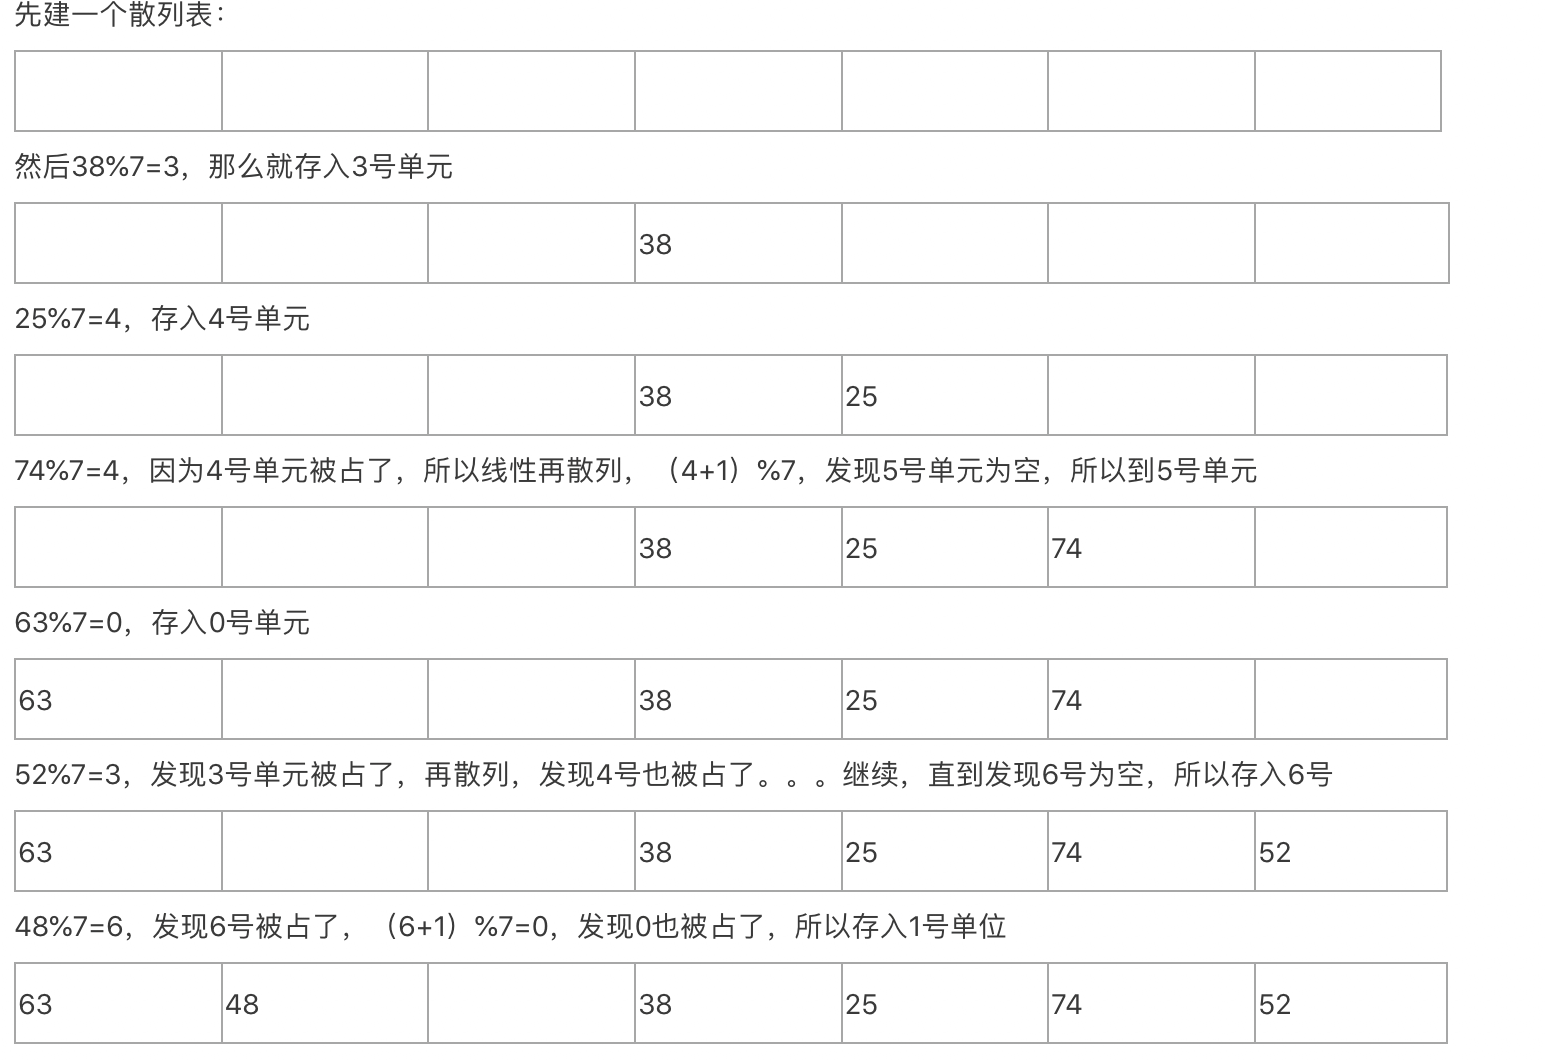 先建一个散列表：
然后38%7=3，那么就存入3号单元
38
25%7=4，存入4号单元
38 25
74%7=4，因为4号单元被占了，所以线性再散列，（4+1）%7，发现5号单元为空，所以到5号单元
38 25 74
63%7=0，存入0号单元
63 38 25 74
52%7=3，发现3号单元被占了，再散列，发现4号也被占了。。。继续，直到发现6号为空，所以存入6号
63 38 25 74 52
48%7=6，发现6号被占了，（6+1）%7=0，发现0也被占了，所以存入1号单位
63 48 38 25 74 52